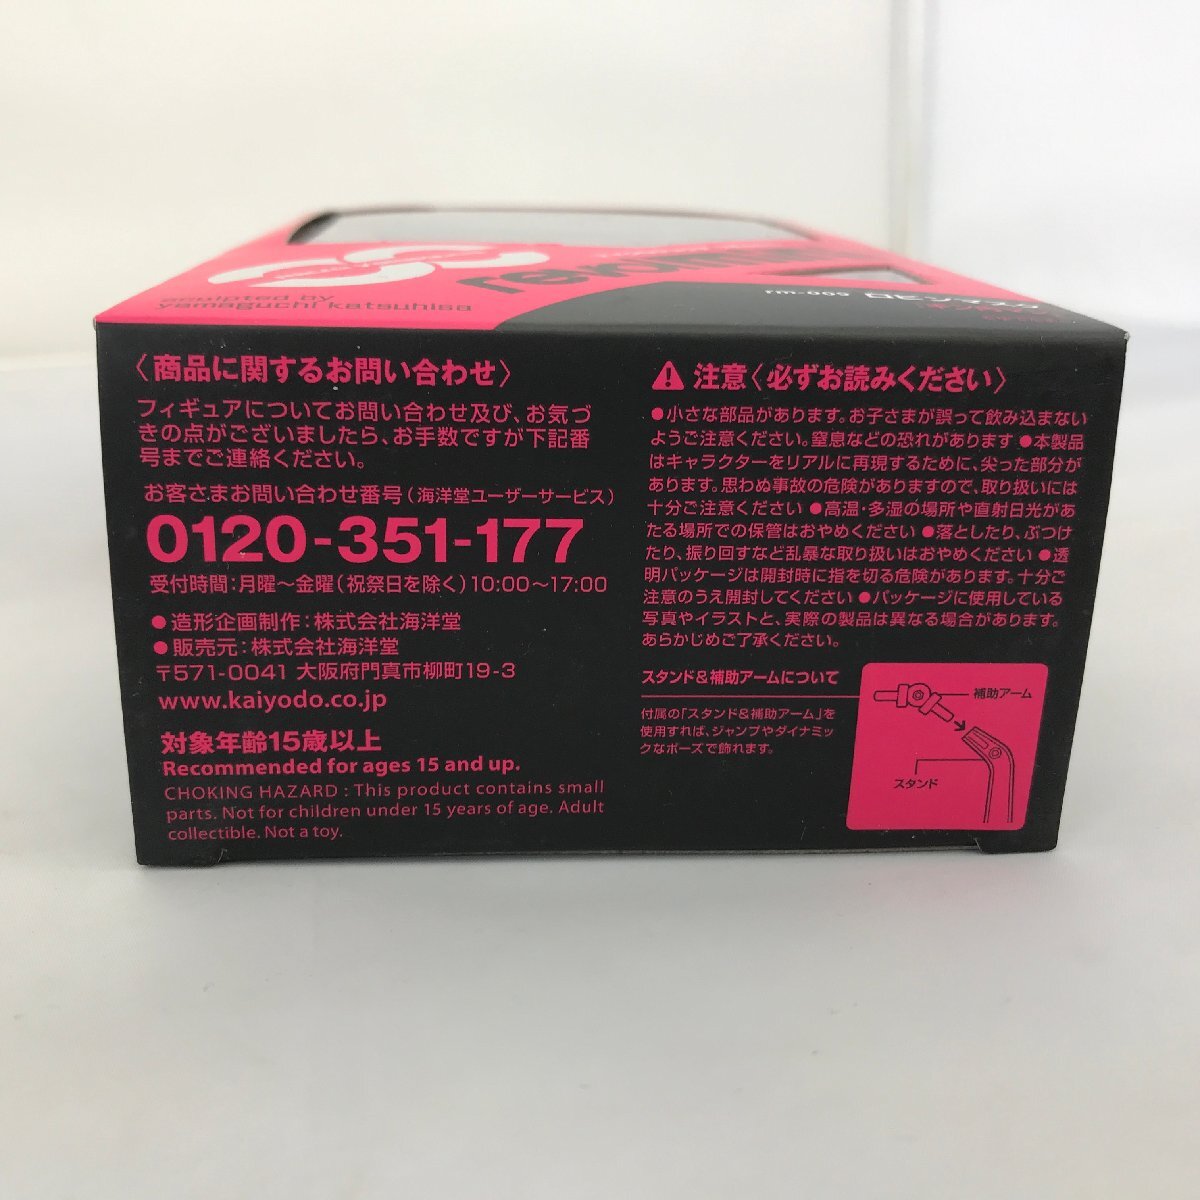 sculpted by
yamaguchi katsuhisa
ロビンマスク
〈商品に関するお問い合わせ〉
フィギュアについてお問い合わせ及び、お気づ
きの点がございましたら、お手数ですが下記番
号までご連絡ください。
お客さまお問い合わせ番号(海洋堂ユーザーサービス)
0120-351-177
受付時間:月曜〜金曜(祝祭日を除く)10:00〜17:00
●造形企画制作:株式会社海洋堂
●販売元:株式会社海洋堂
〒571-0041 大阪府門真市柳町19-3
www.kaiyodo.co.jp
対象年齢15歳以上
Recommended for ages 15 and up.
CHOKING HAZARD : This product contains small
parts. Not for children under 15 years of age. Adult
collectible. Not a toy.
注意〈必ずお読みください〉
●小さな部品があります。お子さまが誤って飲み込まない
ようご注意ください。窒息などの恐れがあります ●本製品
はキャラクターをリアルに再現するために、尖った部分が
あります。思わぬ事故の危険がありますので、取り扱いには
十分ご注意ください ●高温・多湿の場所や直射日光があ
たる場所での保管はおやめください ●落としたり、ぶつけ
たり、振り回すなど乱暴な取り扱いはおやめください ●透
明パッケージは開封時に指を切る危険があります。十分ご
注意のうえ開封してください ●パッケージに使用している
写真やイラストと、実際の製品は異なる場合があります。
あらかじめご了承ください。
スタンド&補助アームについて
付属の「スタンド&補助アーム」を
使用すれば、ジャンプやダイナミッ
クなポーズで飾れます。
補助アーム
スタンド